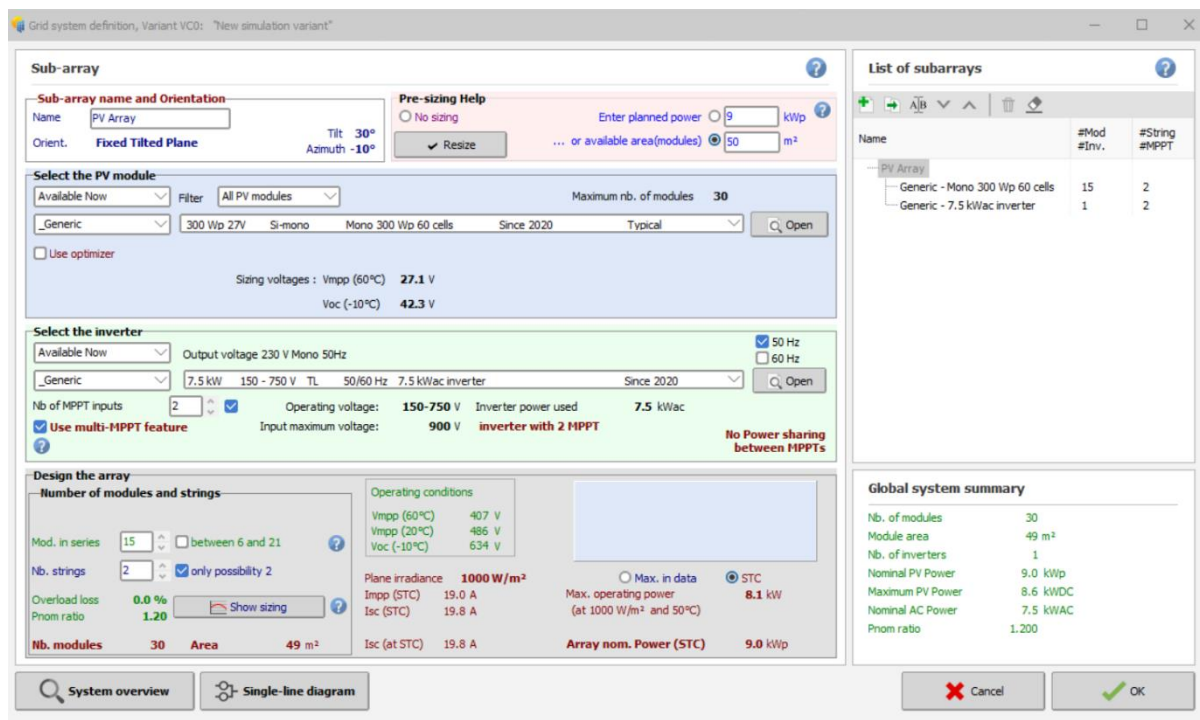 Grid system definition, Variant VC0: "New simulation variant"
Sub-array
Sub-array name and Orientation
Name PV Array
Orient. Fixed Tilted Plane
Tilt 30°
Azimuth -10°
Pre-sizing Help
No sizing
Enter planned power 9 kWp
Resize
... or available area(modules) 50 m²
Select the PV module
Available Now Filter All PV modules Maximum nb. of modules 30
_Generic 300 Wp 27V Si-mono Mono 300 Wp 60 cells Since 2020 Typical Open
Use optimizer
Sizing voltages : Vmpp (60°C) 27.1 V
Voc (-10°C) 42.3 V
Select the inverter
Available Now Output voltage 230 V Mono 50Hz
50 Hz
60 Hz
_Generic 7.5 kW 150 - 750 V TL 50/60 Hz 7.5 kWac inverter Since 2020 Open
Nb of MPPT inputs 2 Operating voltage: 150-750 V Inverter power used 7.5 kWac
Use multi-MPPT feature Input maximum voltage: 900 V inverter with 2 MPPT
No Power sharing
between MPPTs
Design the array
Number of modules and strings
Mod. in series 15 between 6 and 21
Nb. strings 2 only possibility 2
Overload loss 0.0 %
Pnom ratio 1.20
Show sizing
Nb. modules 30 Area 49 m²
Operating conditions
Vmpp (60°C) 407 V
Vmpp (20°C) 486 V
Voc (-10°C) 634 V
Plane irradiance 1000 W/m²
Impp (STC) 19.0 A
Isc (STC) 19.8 A
Isc (at STC) 19.8 A
Max. in data STC
Max. operating power 8.1 kW
(at 1000 W/m² and 50°C)
Array nom. Power (STC) 9.0 kWp
List of subarrays
A B
Name
#Mod #String
#Inv. #MPPT
PV Array
Generic - Mono 300 Wp 60 cells 15 2
Generic - 7.5 kWac inverter 1 2
Global system summary
Nb. of modules 30
Module area 49 m²
Nb. of inverters 1
Nominal PV Power 9.0 kWp
Maximum PV Power 8.6 kWDC
Nominal AC Power 7.5 kWAC
Pnom ratio 1.200
System overview
Single-line diagram
Cancel
OK